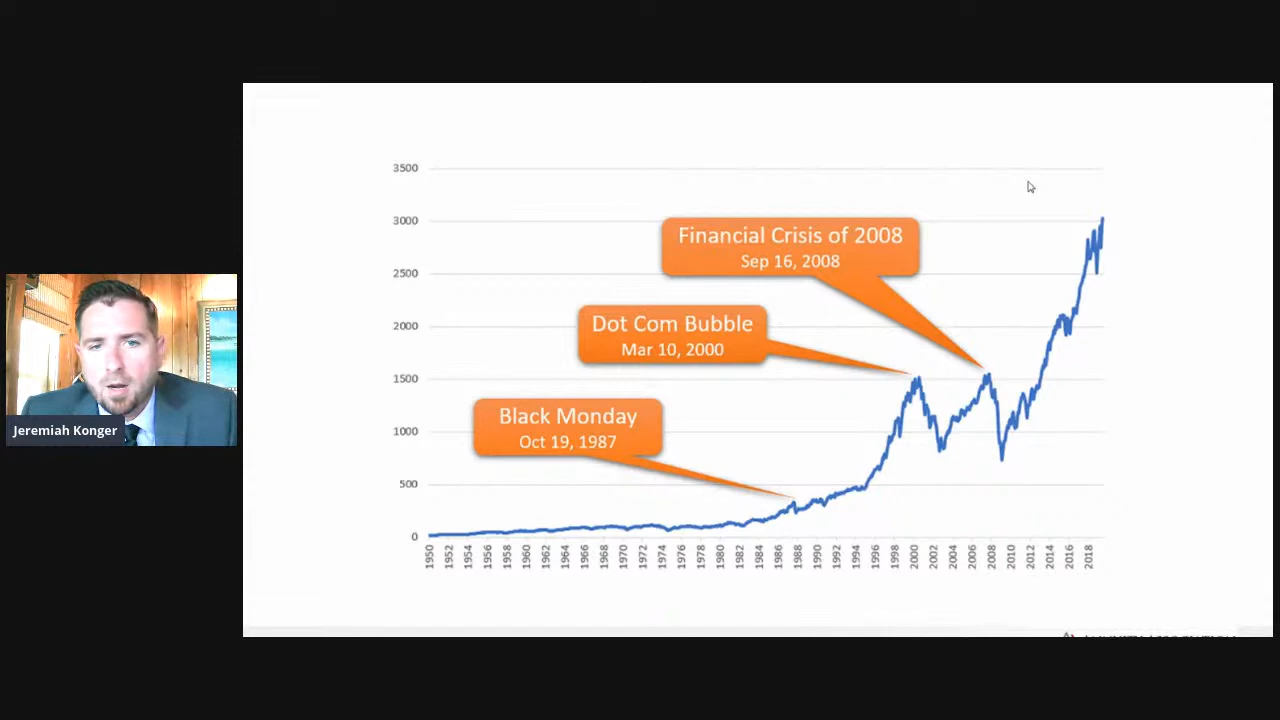 3500
3000
2500
2000
1500
1000
500
0
Financial Crisis of 2008
Sep 16, 2008
Dot Com Bubble
Mar 10, 2000
Black Monday
Oct 19, 1987
1950 1952 1954 1956 1958 1960 1962 1964 1966 1968 1970 1972 1974 1976 1978 1980 1982 1984 1986 1988 1990 1992 1994 1996 1998 2000 2002 2004 2006 2008 2010 2012 2014 2016 2018
Jeremiah Konger